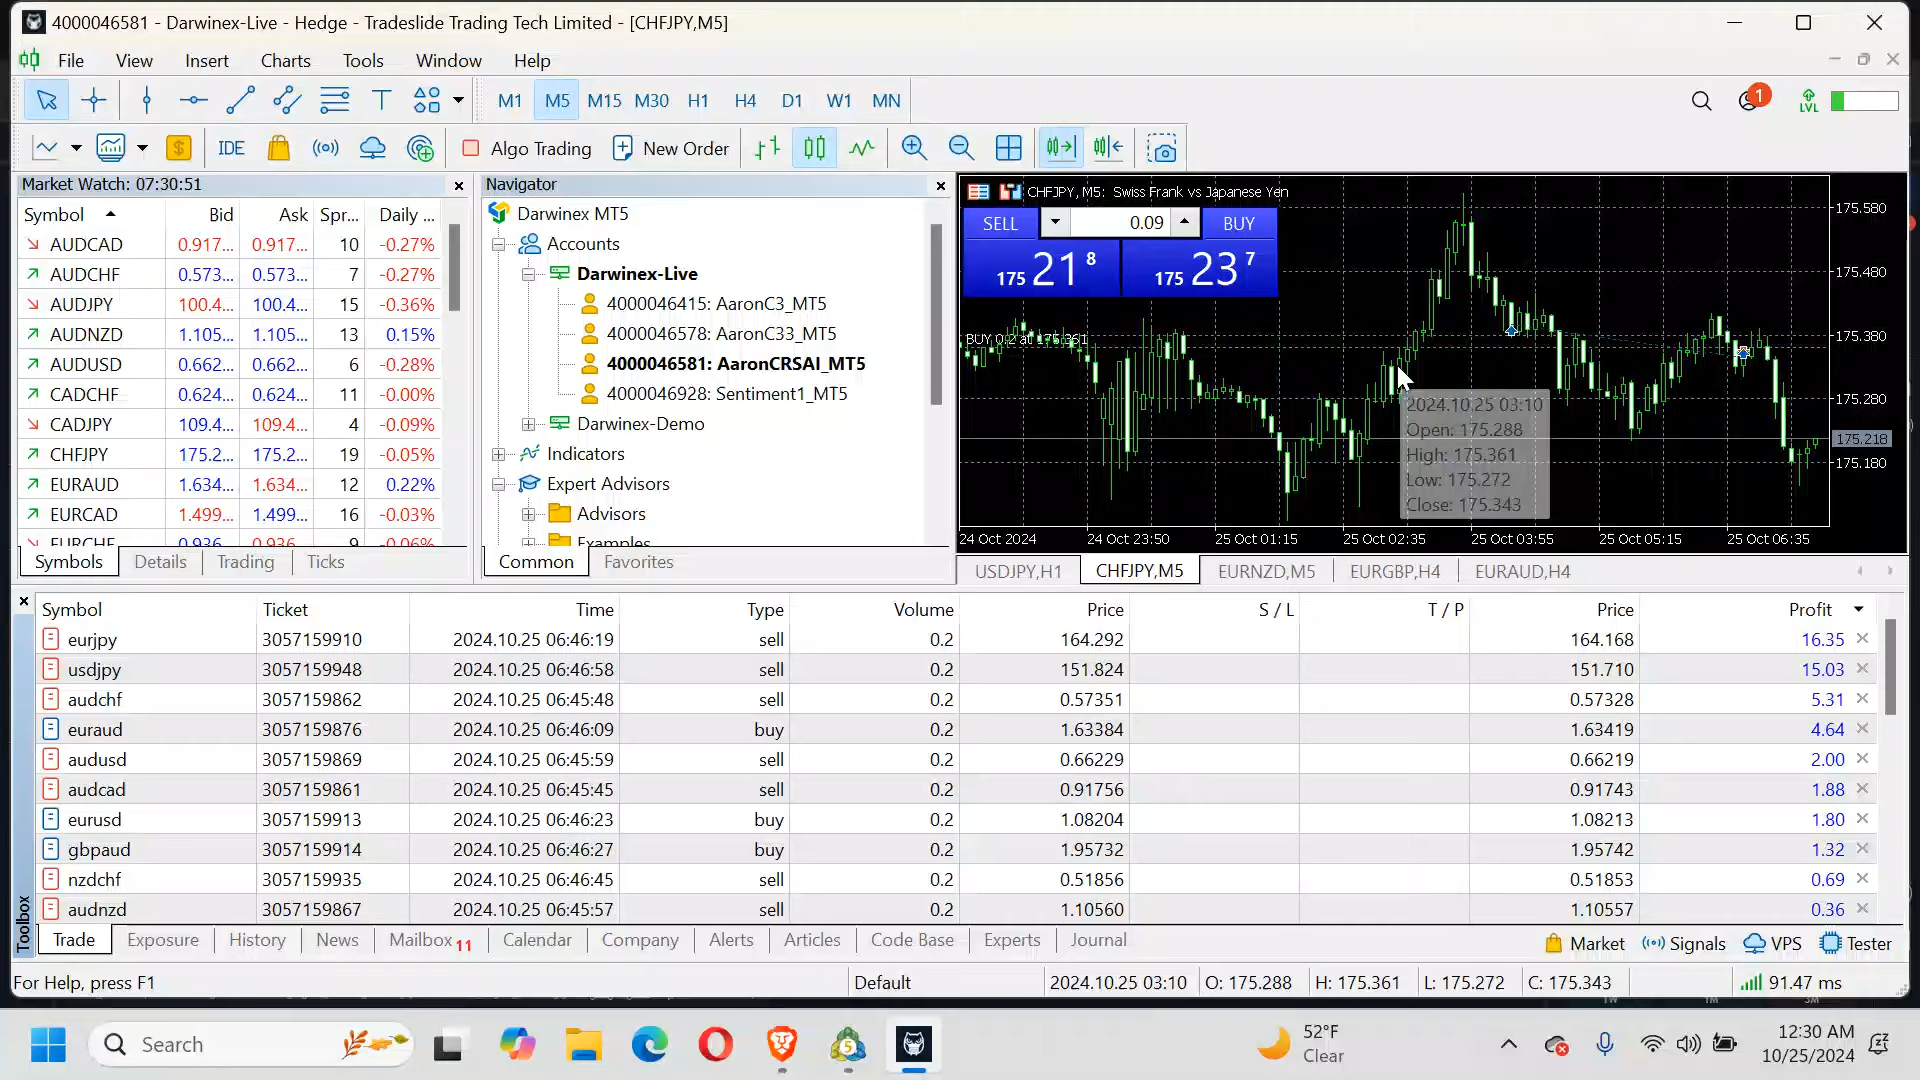 4000046581 - Darwinex-Live - Hedge - Tradeslide Trading Tech Limited - [CHFJPY,M5]
File View Insert Charts Tools Window Help
M1 M5 M15 M30 H1 H4 D1 W1 MN 1 LVL
IDE Algo Trading New Order
Market Watch: 07:30:51
Symbol Bid Ask Spr... Daily ...
AUDCAD 0.917... 0.917... 10 -0.27%
AUDCHF 0.573... 0.573... 7 -0.27%
AUDJPY 100.4... 100.4... 15 -0.36%
AUDNZD 1.105... 1.105... 13 0.15%
AUDUSD 0.662... 0.662... 6 -0.28%
CADCHF 0.624... 0.624... 11 -0.00%
CADJPY 109.4... 109.4... 4 -0.09%
CHFJPY 175.2... 175.2... 19 -0.05%
EURAUD 1.634... 1.634... 12 0.22%
EURCAD 1.499... 1.499... 16 -0.03%
EURCHF 0.936 0.936 9 -0.06%
Symbols Details Trading Ticks
Navigator
Darwinex MT5
Accounts
Darwinex-Live
4000046415: AaronC3_MT5
4000046578: AaronC33_MT5
4000046581: AaronCRSAI_MT5
4000046928: Sentiment1_MT5
Darwinex-Demo
Indicators
Expert Advisors
Advisors
Examples
Common Favorites
CHFJPY, M5: Swiss Frank vs Japanese Yen
SELL 0.09 BUY
175 21 8 175 23 7
BUY 0.2 at 175.361
2024.10.25 03:10
Open: 175.288
High: 175.361
Low: 175.272
Close: 175.343
175.580
175.480
175.380
175.280
175.218
175.180
24 Oct 2024 24 Oct 23:50 25 Oct 01:15 25 Oct 02:35 25 Oct 03:55 25 Oct 05:15 25 Oct 06:35
USDJPY,H1 CHFJPY,M5 EURNZD,M5 EURGBP,H4 EURAUD,H4
Symbol Ticket Time Type Volume Price S / L T / P Price Profit
eurjpy 3057159910 2024.10.25 06:46:19 sell 0.2 164.292 164.168 16.35
usdjpy 3057159948 2024.10.25 06:46:58 sell 0.2 151.824 151.710 15.03
audchf 3057159862 2024.10.25 06:45:48 sell 0.2 0.57351 0.57328 5.31
euraud 3057159876 2024.10.25 06:46:09 buy 0.2 1.63384 1.63419 4.64
audusd 3057159869 2024.10.25 06:45:59 sell 0.2 0.66229 0.66219 2.00
audcad 3057159861 2024.10.25 06:45:45 sell 0.2 0.91756 0.91743 1.88
eurusd 3057159913 2024.10.25 06:46:23 buy 0.2 1.08204 1.08213 1.80
gbpaud 3057159914 2024.10.25 06:46:27 buy 0.2 1.95732 1.95742 1.32
nzdchf 3057159935 2024.10.25 06:46:45 sell 0.2 0.51856 0.51853 0.69
audnzd 3057159867 2024.10.25 06:45:57 sell 0.2 1.10560 1.10557 0.36
Toolbox
Trade Exposure History News Mailbox 11 Calendar Company Alerts Articles Code Base Experts Journal Market Signals VPS Tester
For Help, press F1 Default 2024.10.25 03:10 O: 175.288 H: 175.361 L: 175.272 C: 175.343 91.47 ms
Search 5 52°F
Clear
12:30 AM
10/25/2024